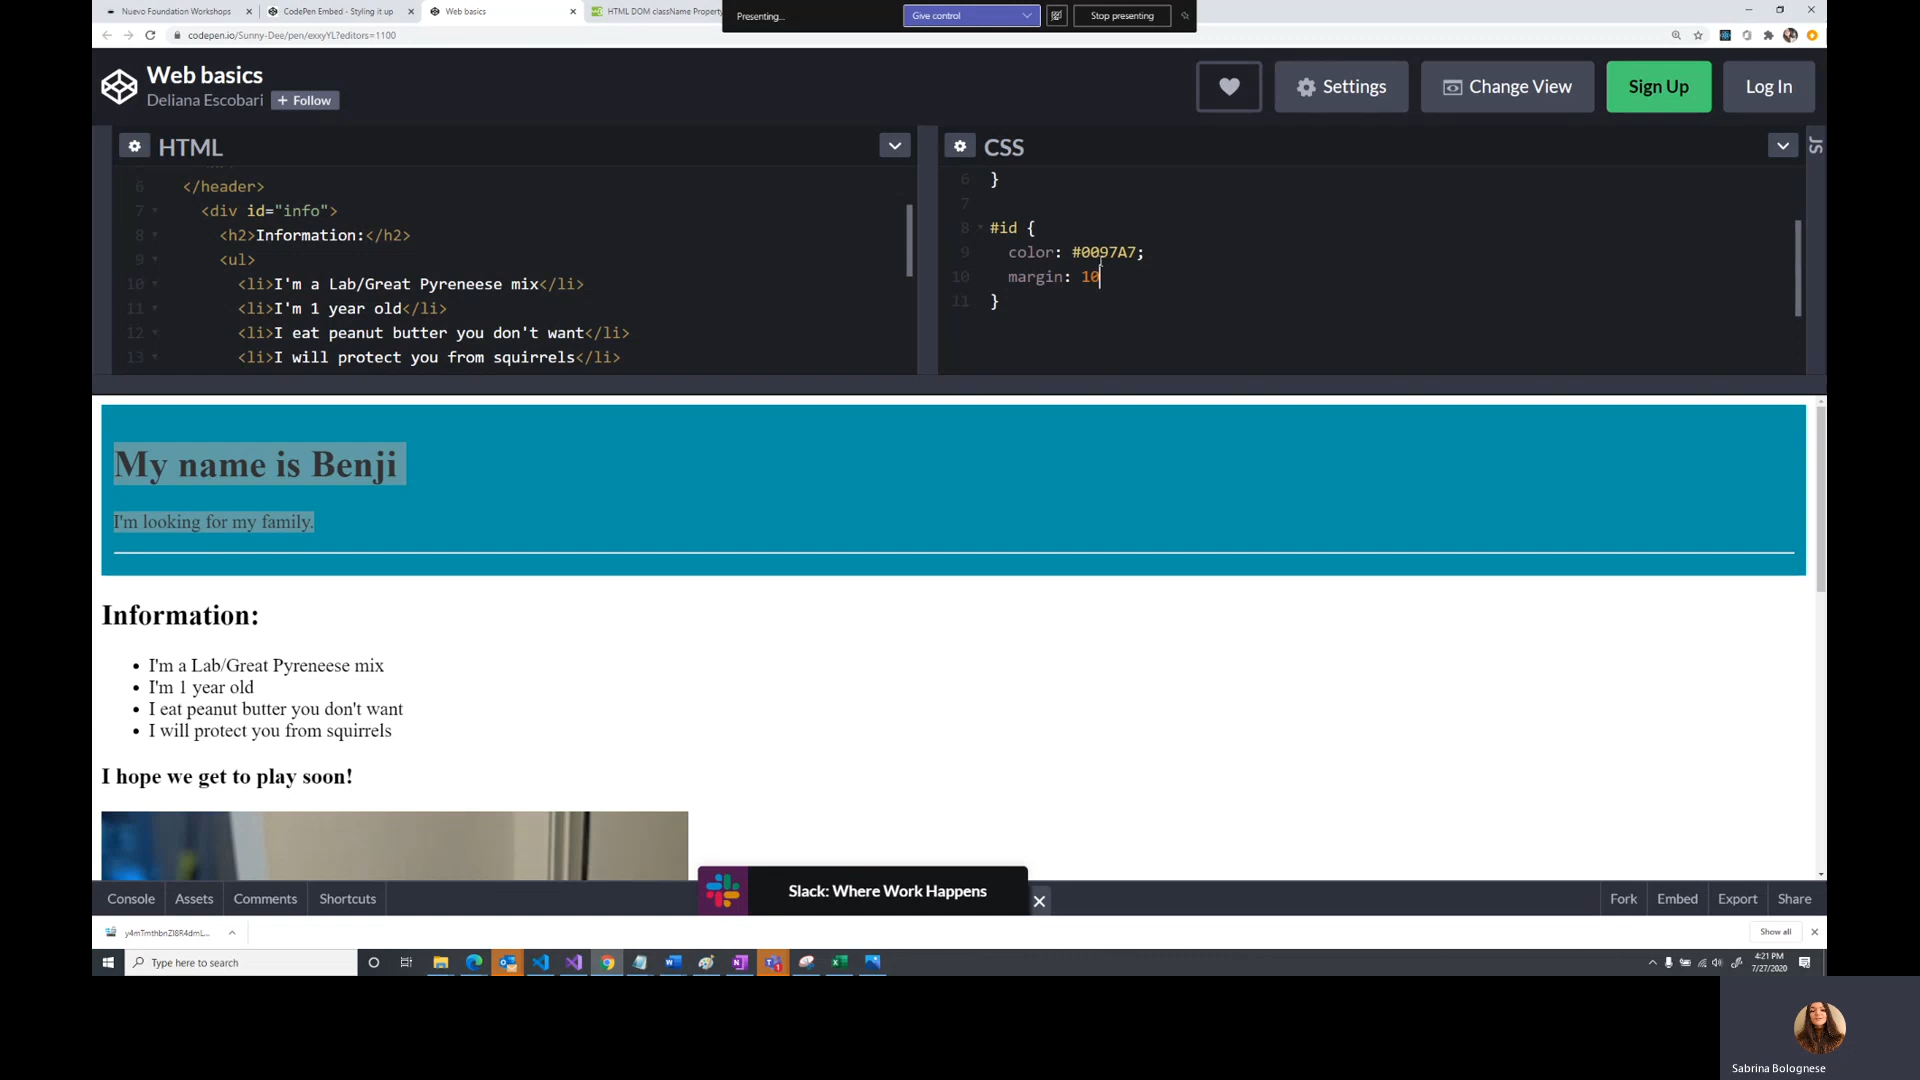 Nuevo Foundation Workshops
CodePen Embed - Styling it up
Web basics
HTML DOM className Property
Presenting...
Give control
Stop presenting
codepen.io/Sunny-Dee/pen/exxyYL?editors=1100
Web basics
Deliana Escobari
+ Follow
Settings
Change View
Sign Up
Log In
HTML
6 </header>
7 <div id="info">
8 <h2>Information:</h2>
9 <ul>
10 <li>I'm a Lab/Great Pyreneese mix</li>
11 <li>I'm 1 year old</li>
12 <li>I eat peanut butter you don't want</li>
13 <li>I will protect you from squirrels</li>
CSS
JS
6 }
7
8 #id {
9 color: #0097A7;
10 margin: 10
11 }
My name is Benji
I'm looking for my family.
Information:
• I'm a Lab/Great Pyreneese mix
• I'm 1 year old
• I eat peanut butter you don't want
• I will protect you from squirrels
I hope we get to play soon!
Console
Assets
Comments
Shortcuts
Slack: Where Work Happens
Fork
Embed
Export
Share
Show all
Type here to search
4:21 PM
7/27/2020
Sabrina Bolognese